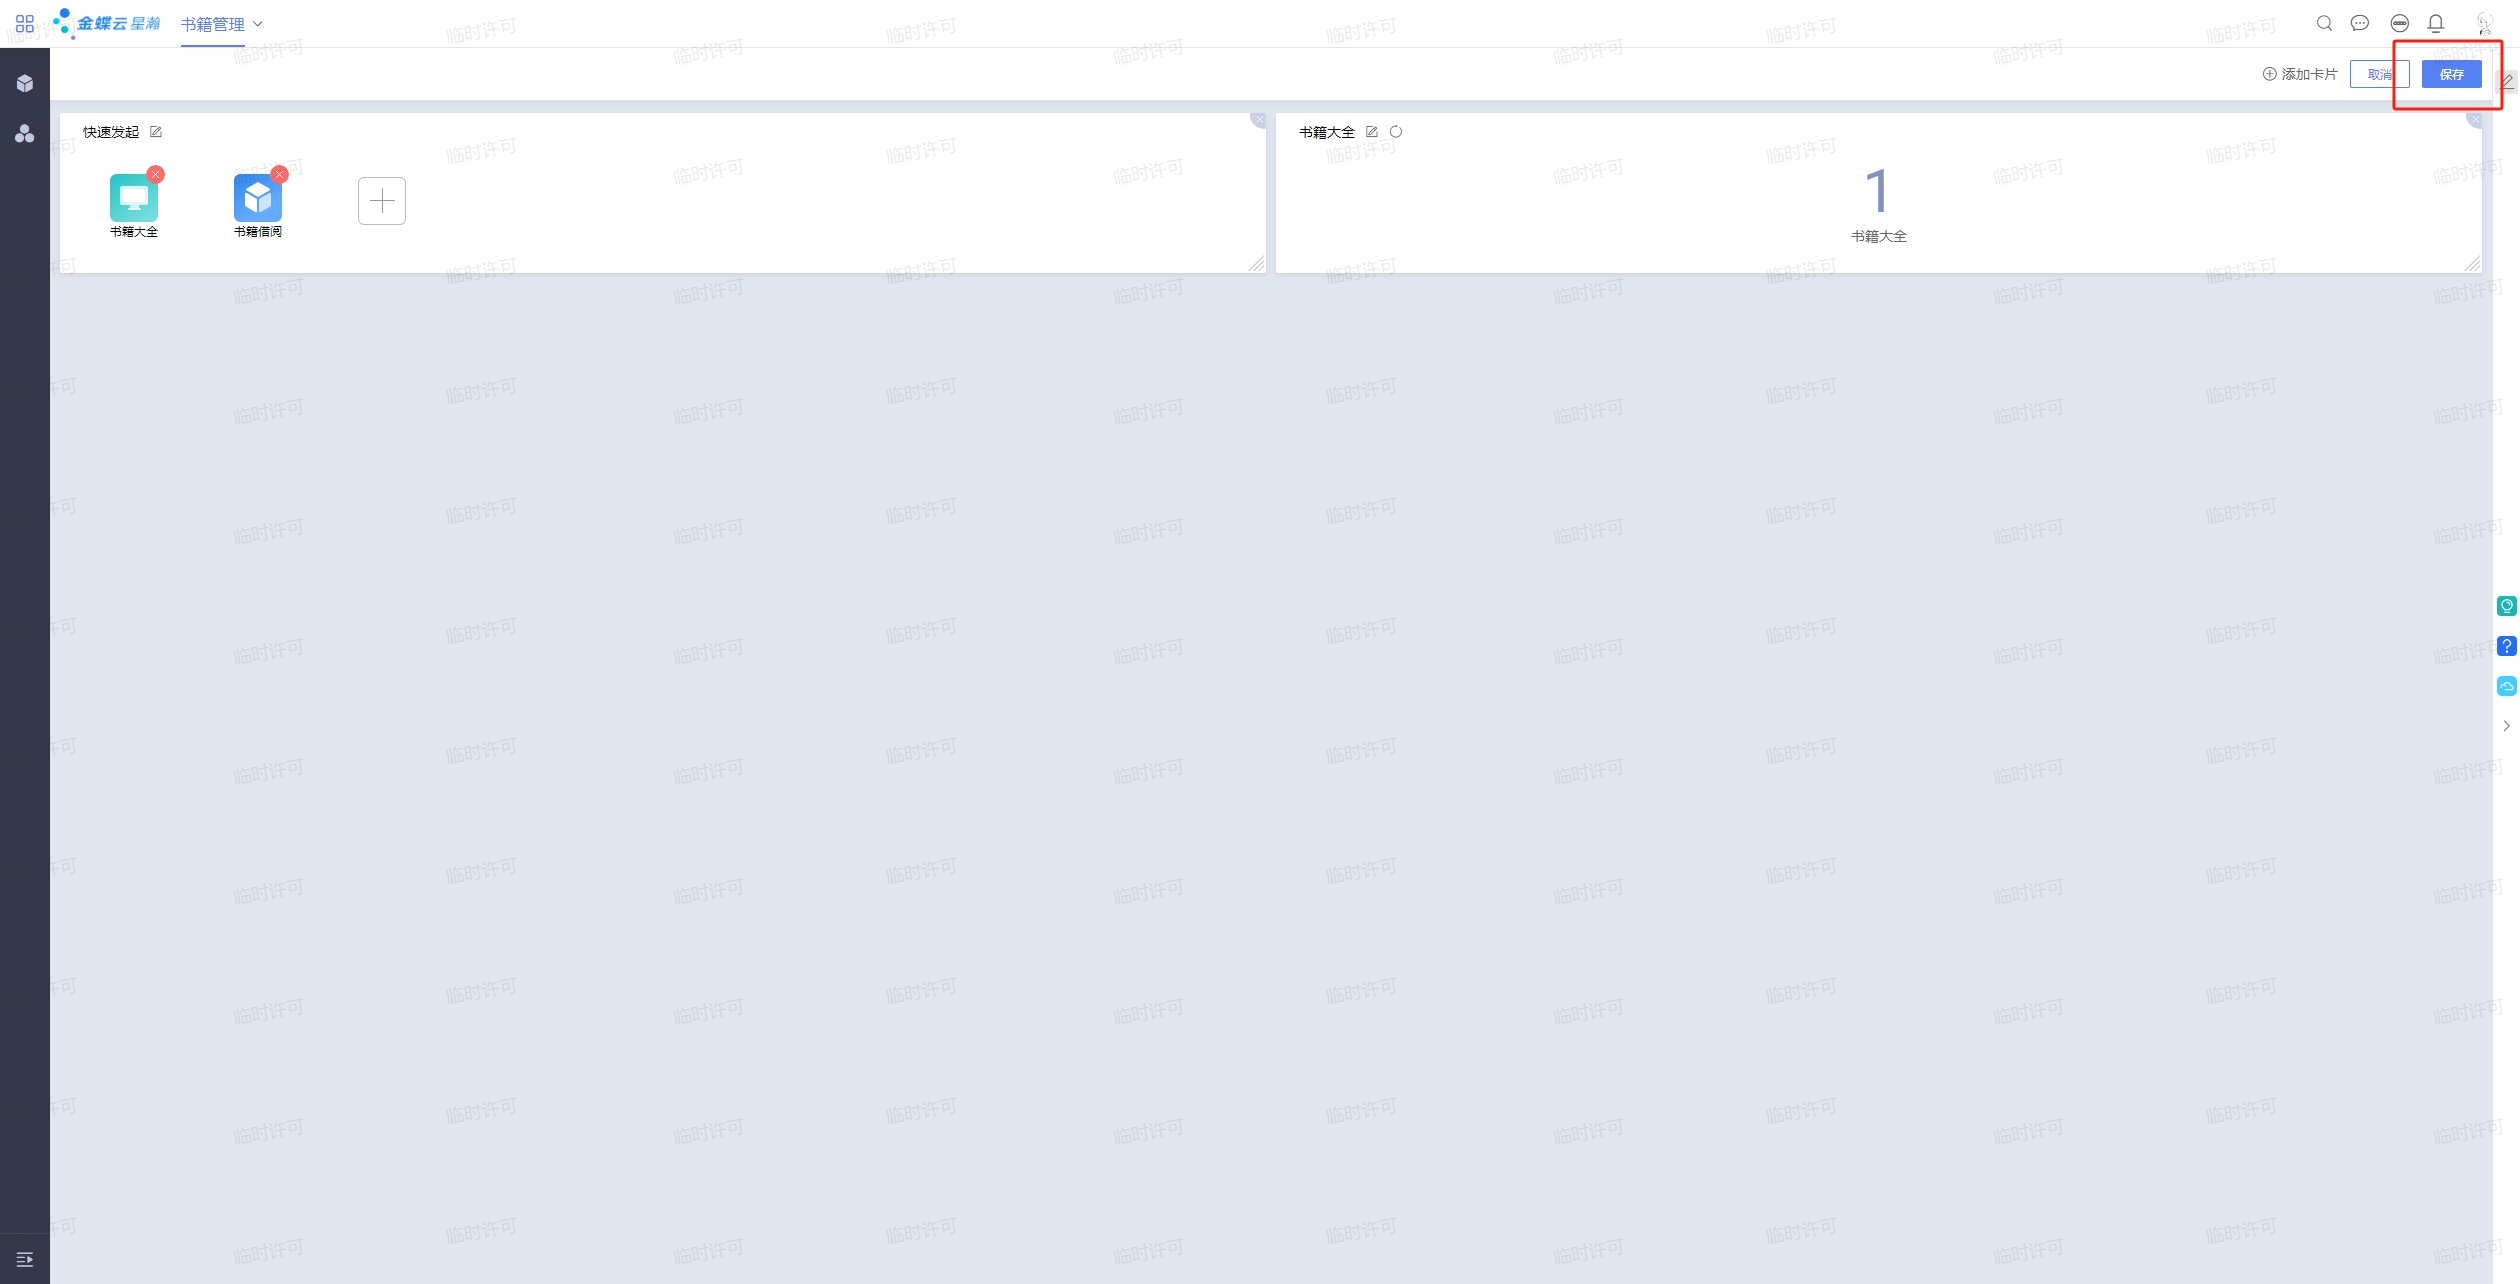 金蝶云 星瀚
书籍管理
添加卡片
取消
保存
快速发起
书籍大全
书籍借阅
书籍大全
1
书籍大全
临时许可